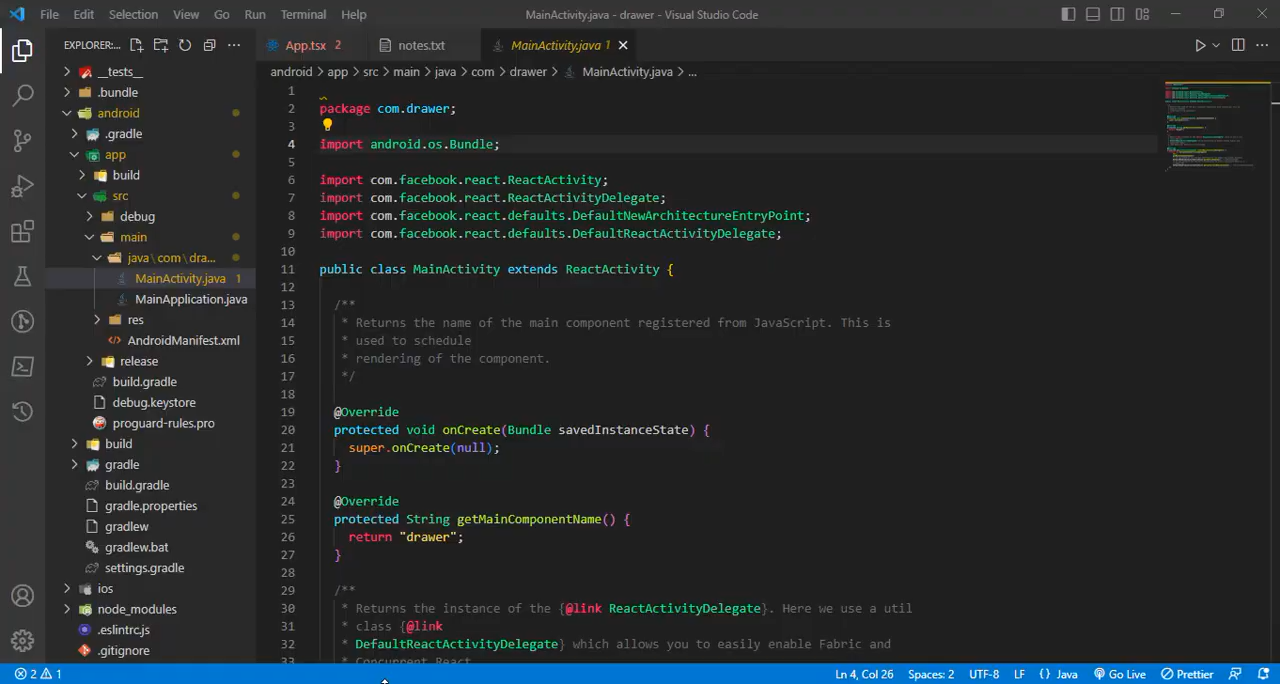 File Edit Selection View Go Run Terminal Help
MainActivity.java - drawer - Visual Studio Code
EXPLORER:...
App.tsx 2
notes.txt
MainActivity.java 1
android > app > src > main > java > com > drawer > MainActivity.java > ...
__tests__
.bundle
android
.gradle
app
build
src
debug
main
java\com\dra...
MainActivity.java 1
MainApplication.java
res
AndroidManifest.xml
release
build.gradle
debug.keystore
proguard-rules.pro
build
gradle
build.gradle
gradle.properties
gradlew
gradlew.bat
settings.gradle
ios
node_modules
.eslintrc.js
.gitignore
1
2 package com.drawer;
3
4 import android.os.Bundle;
5
6 import com.facebook.react.ReactActivity;
7 import com.facebook.react.ReactActivityDelegate;
8 import com.facebook.react.defaults.DefaultNewArchitectureEntryPoint;
9 import com.facebook.react.defaults.DefaultReactActivityDelegate;
10
11 public class MainActivity extends ReactActivity {
12
13 /**
14 * Returns the name of the main component registered from JavaScript. This is
15 * used to schedule
16 * rendering of the component.
17 */
18
19 @Override
20 protected void onCreate(Bundle savedInstanceState) {
21 super.onCreate(null);
22 }
23
24 @Override
25 protected String getMainComponentName() {
26 return "drawer";
27 }
28
29 /**
30 * Returns the instance of the {@link ReactActivityDelegate}. Here we use a util
31 * class {@link
32 * DefaultReactActivityDelegate} which allows you to easily enable Fabric and
33 * Concurrent React
2 1
Ln 4, Col 26 Spaces: 2 UTF-8 LF {} Java Go Live Prettier